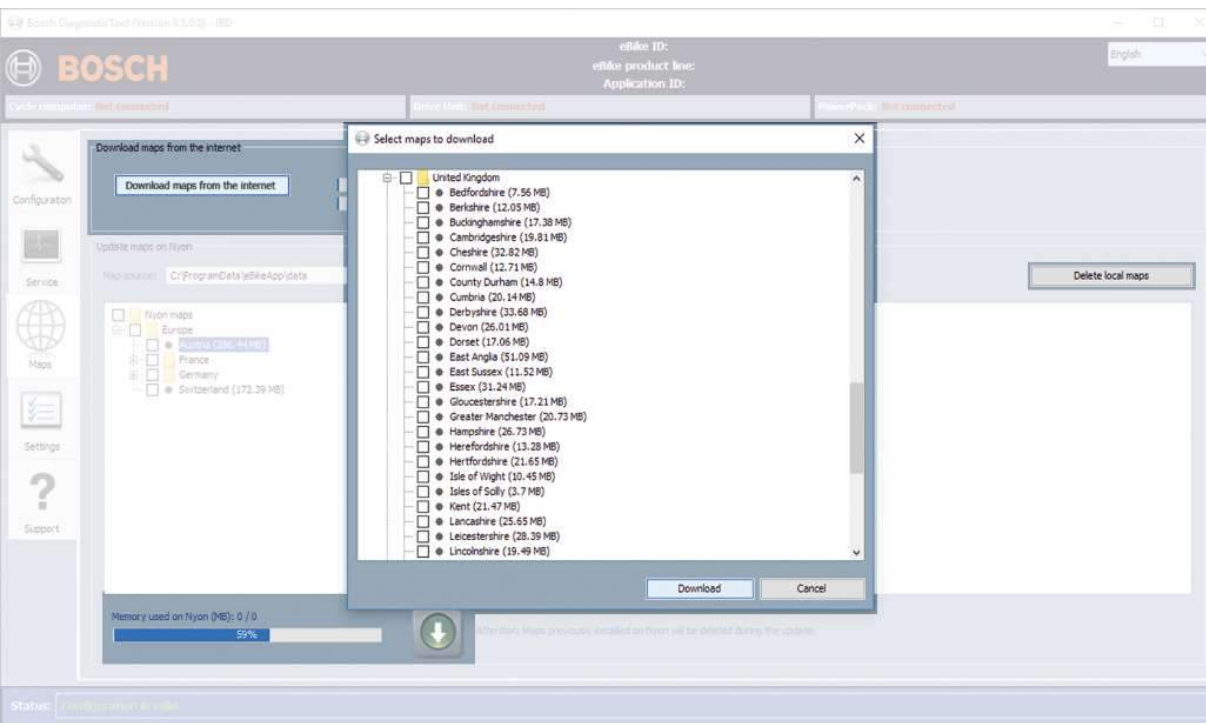 Bosch DiagnosticTool (Version 4.5.0.0) - IBD
BOSCH
eBike ID:
eBike product line:
Application ID:
English
Cycle computer: Not connected
Drive Unit: Not connected
PowerPack: Not connected
Configuration
Service
Maps
Settings
Support
Download maps from the internet
Download maps from the internet
Update maps on Nyon
Map source: C:\ProgramData\eBikeApp\data
Nyon maps
Europe
Austria (286.44 MB)
France
Germany
Switzerland (172.39 MB)
Select maps to download
United Kingdom
Bedfordshire (7.56 MB)
Berkshire (12.05 MB)
Buckinghamshire (17.38 MB)
Cambridgeshire (19.81 MB)
Cheshire (32.82 MB)
Cornwall (12.71 MB)
County Durham (14.8 MB)
Cumbria (20.14 MB)
Derbyshire (33.68 MB)
Devon (26.01 MB)
Dorset (17.06 MB)
East Anglia (51.09 MB)
East Sussex (11.52 MB)
Essex (31.24 MB)
Gloucestershire (17.21 MB)
Greater Manchester (20.73 MB)
Hampshire (26.73 MB)
Herefordshire (13.28 MB)
Hertfordshire (21.65 MB)
Isle of Wight (10.45 MB)
Isles of Scilly (3.7 MB)
Kent (21.47 MB)
Lancashire (25.65 MB)
Leicestershire (28.39 MB)
Lincolnshire (19.49 MB)
Download
Cancel
Delete local maps
Memory used on Nyon (MB): 0 / 0
59%
Attention: Maps previously installed on Nyon will be deleted during the update.
Status: